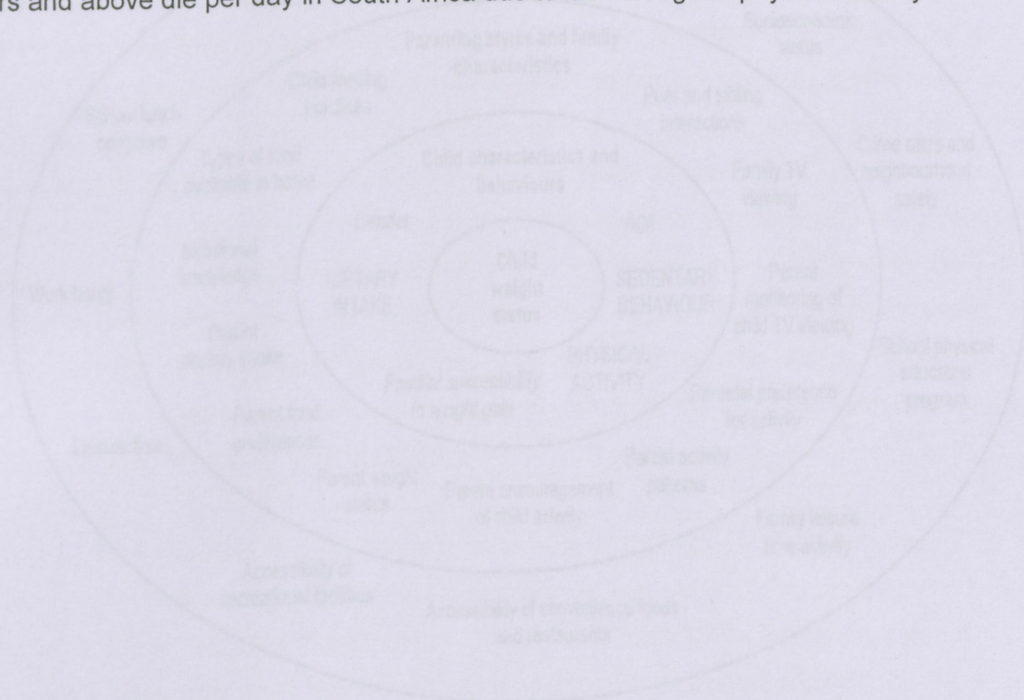 rs and above die per day in South Africa due to
Parenting styles and family
characteristics
Child feeding
practices
Peer and sibling
interactions
School lunch
programs
Types of food
available in home
Child characteristics and
behaviours
Family TV
viewing
Crime rates and
neighbourhood
safety
Gender
Age
Nutritional
knowledge
Child
weight
status
DIETARY
INTAKE
SEDENTARY
BEHAVIOUR
Parent
monitoring of
child TV viewing
Work hours
Parent
dietary intake
PHYSICAL
ACTIVITY
Familial susceptibility
to weight gain
School physical
education
program
Parent food
preferences
Parent preference
for activity
Leisure time
Parent weight
status
Parent encouragement
of child activity
Parent activity
patterns
Family leisure
time activity
Accessibility of
recreational facilities
Accessibility of convenience foods
and restaurants